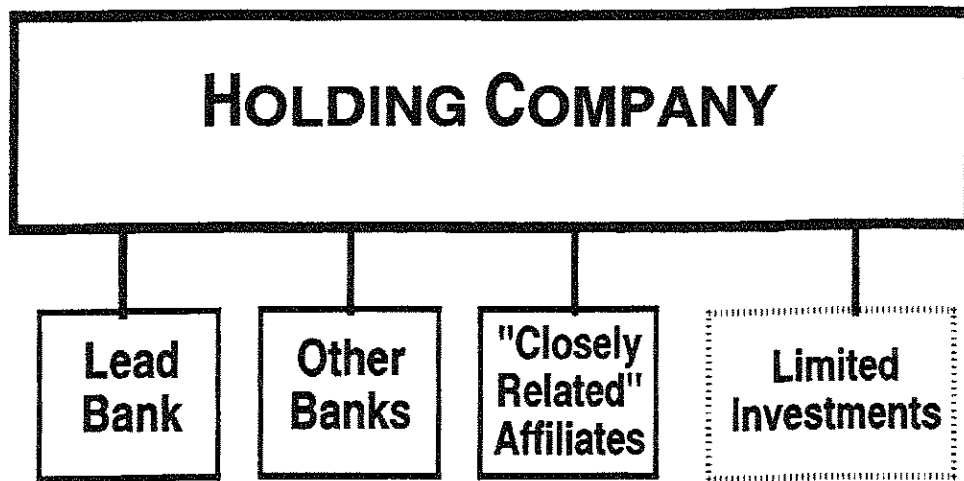 HOLDING COMPANY
Lead
Bank
Other
Banks
"Closely
Related"
Affiliates
Limited
Investments